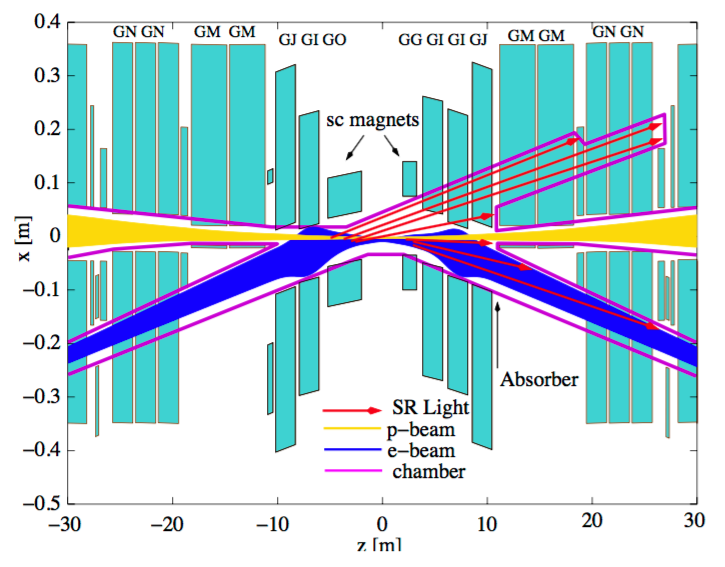 GN GN GM GM GJ GI GO GG GI GI GJ GM GM GN GN
0.4
0.3
0.2
0.1
0
−0.1
−0.2
−0.3
−0.4
−0.5
x [m]
sc magnets
Absorber
SR Light
p−beam
e−beam
chamber
−30 −20 −10 0 10 20 30
z [m]